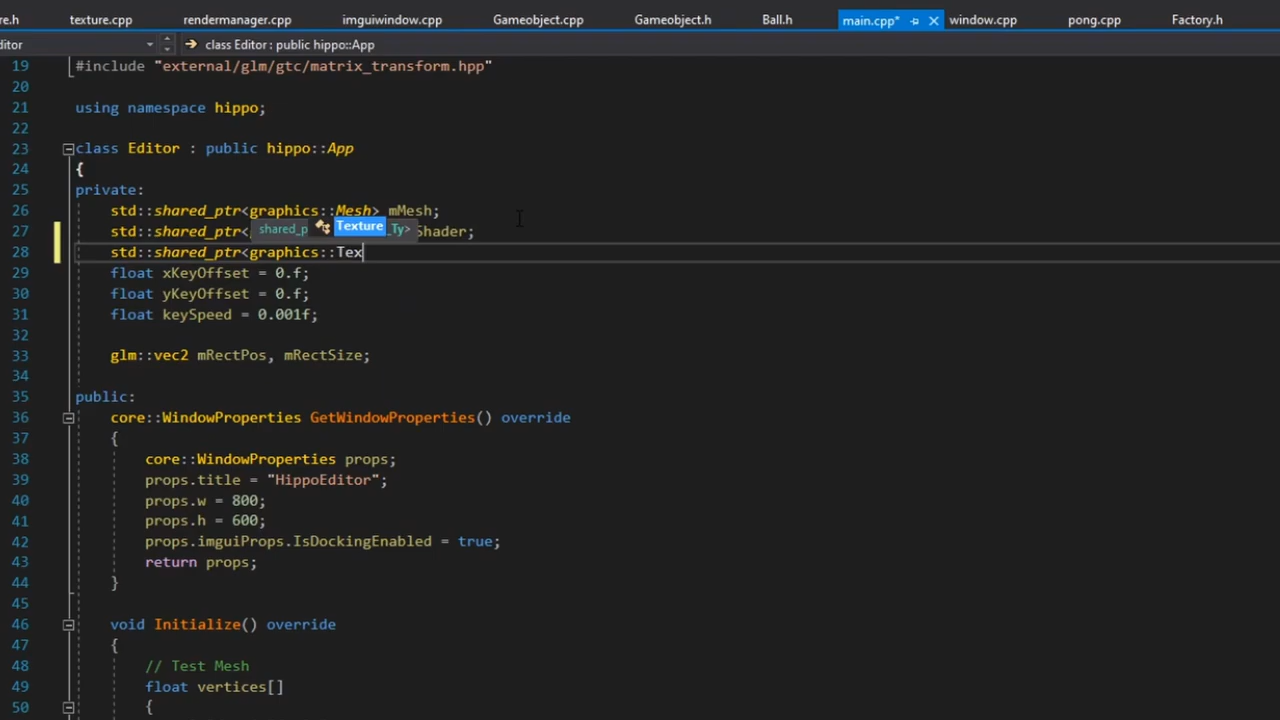 re.h texture.cpp rendermanager.cpp imguiwindow.cpp Gameobject.cpp Gameobject.h Ball.h main.cpp* window.cpp pong.cpp Factory.h
ditor class Editor : public hippo::App
19 #include "external/glm/gtc/matrix_transform.hpp"
20
21 using namespace hippo;
22
23 class Editor : public hippo::App
24 {
25 private:
26 std::shared_ptr<graphics::Mesh> mMesh;
shared_p Texture _Ty>
27 std::shared_ptr< Shader;
28 std::shared_ptr<graphics::Tex
29 float xKeyOffset = 0.f;
30 float yKeyOffset = 0.f;
31 float keySpeed = 0.001f;
32
33 glm::vec2 mRectPos, mRectSize;
34
35 public:
36 core::WindowProperties GetWindowProperties() override
37 {
38 core::WindowProperties props;
39 props.title = "HippoEditor";
40 props.w = 800;
41 props.h = 600;
42 props.imguiProps.IsDockingEnabled = true;
43 return props;
44 }
45
46 void Initialize() override
47 {
48 // Test Mesh
49 float vertices[]
50 {